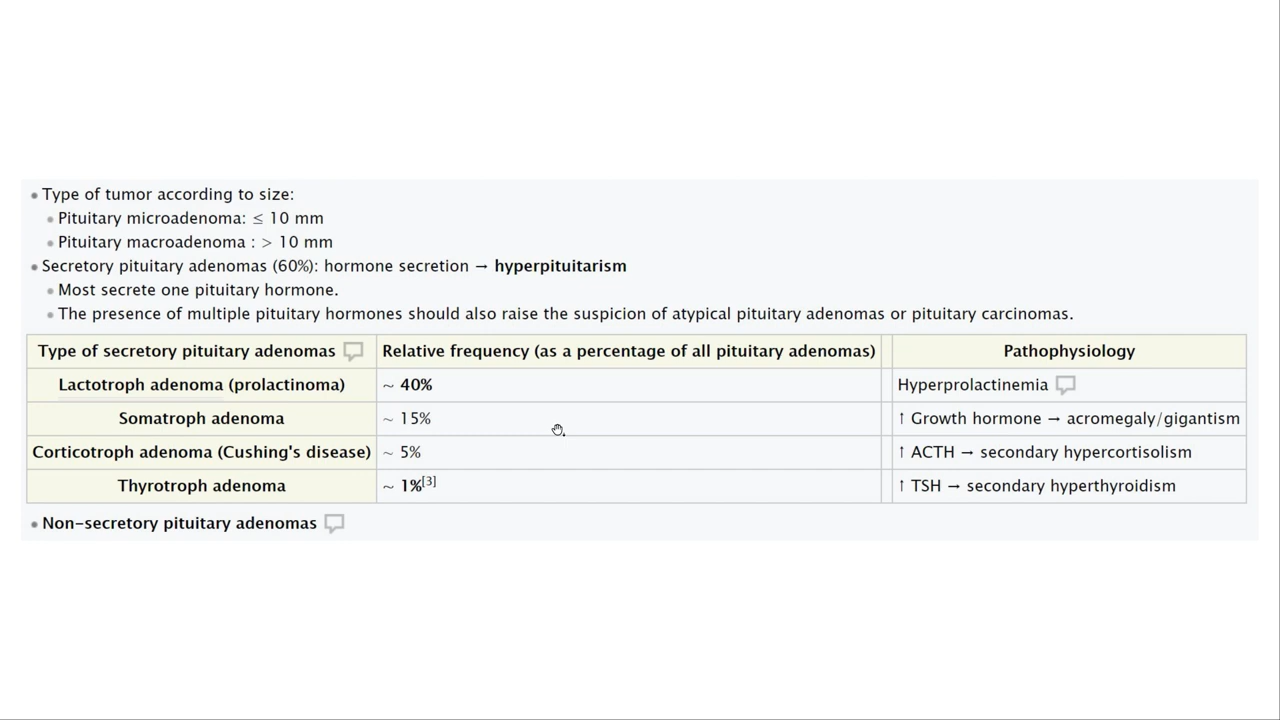 Type of tumor according to size:
Pituitary microadenoma: ≤ 10 mm
Pituitary macroadenoma : > 10 mm
Secretory pituitary adenomas (60%): hormone secretion → hyperpituitarism
Most secrete one pituitary hormone.
The presence of multiple pituitary hormones should also raise the suspicion of atypical pituitary adenomas or pituitary carcinomas.
Type of secretory pituitary adenomas Relative frequency (as a percentage of all pituitary adenomas) Pathophysiology
Lactotroph adenoma (prolactinoma) ~ 40% Hyperprolactinemia
Somatroph adenoma ~ 15% ↑ Growth hormone → acromegaly/gigantism
Corticotroph adenoma (Cushing's disease) ~ 5% ↑ ACTH → secondary hypercortisolism
Thyrotroph adenoma ~ 1%[3] ↑ TSH → secondary hyperthyroidism
Non-secretory pituitary adenomas